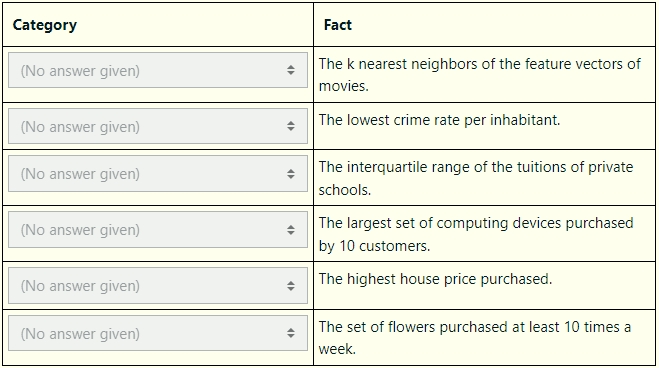 Category Fact
(No answer given) The k nearest neighbors of the feature vectors of
movies.
(No answer given) The lowest crime rate per inhabitant.
(No answer given) The interquartile range of the tuitions of private
schools.
(No answer given) The largest set of computing devices purchased
by 10 customers.
(No answer given) The highest house price purchased.
(No answer given) The set of flowers purchased at least 10 times a
week.